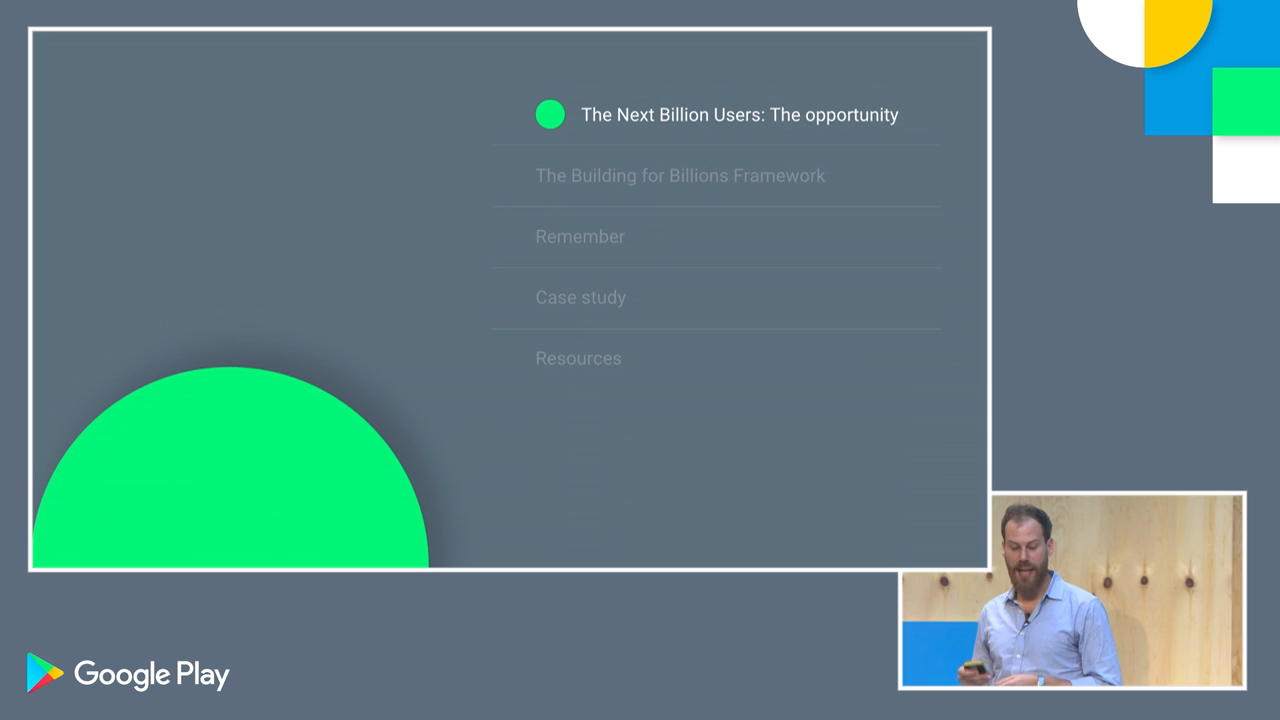 The Next Billion Users: The opportunity
The Building for Billions Framework
Remember
Case study
Resources
Google Play